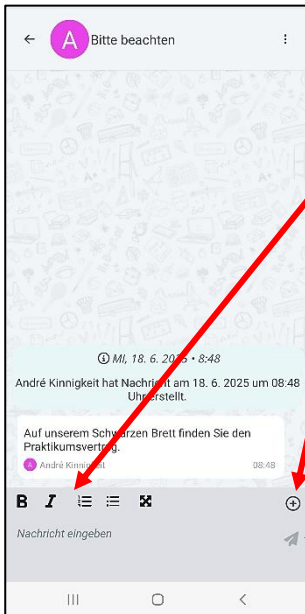 A Bitte beachten
MI, 18. 6. 2025 • 8:48
André Kinnigkeit hat Nachricht am 18. 6. 2025 um 08:48
Uhr erstellt.
Auf unserem Schwarzen Brett finden Sie den
Praktikumsvertrag.
A André Kinnigkeit 08:48
B I
Nachricht eingeben